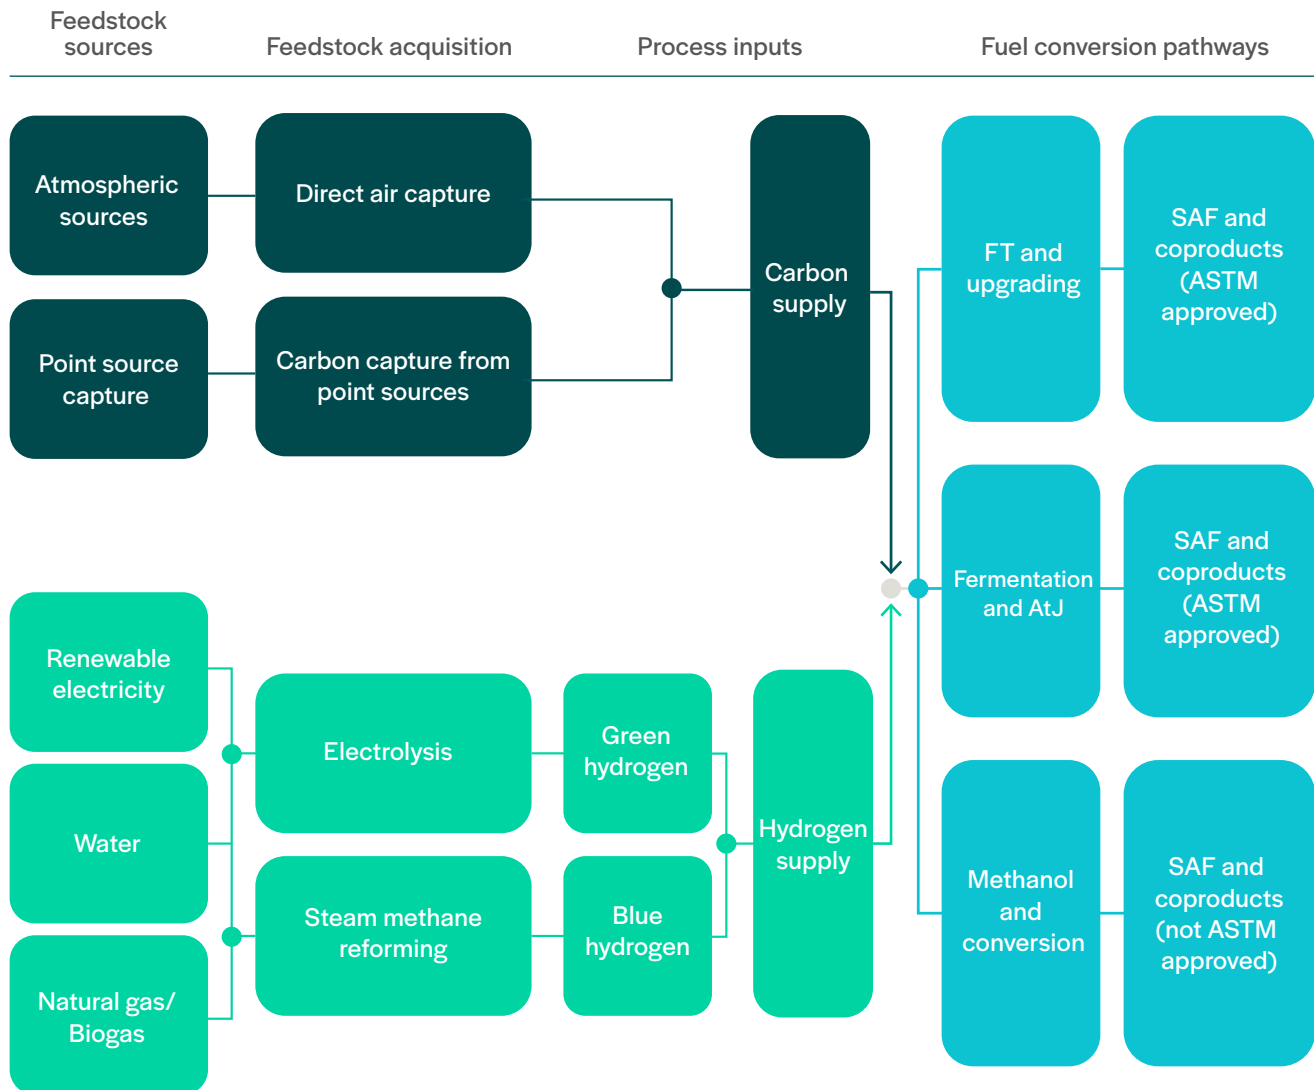 Feedstock
sources
Feedstock acquisition
Process inputs
Fuel conversion pathways
Atmospheric
sources
Direct air capture
Point source
capture
Carbon capture from
point sources
Carbon
supply
FT and
upgrading
SAF and
coproducts
(ASTM
approved)
Fermentation
and AtJ
SAF and
coproducts
(ASTM
approved)
Renewable
electricity
Water
Natural gas/
Biogas
Electrolysis
Steam methane
reforming
Green
hydrogen
Blue
hydrogen
Hydrogen
supply
Methanol
and
conversion
SAF and
coproducts
(not ASTM
approved)